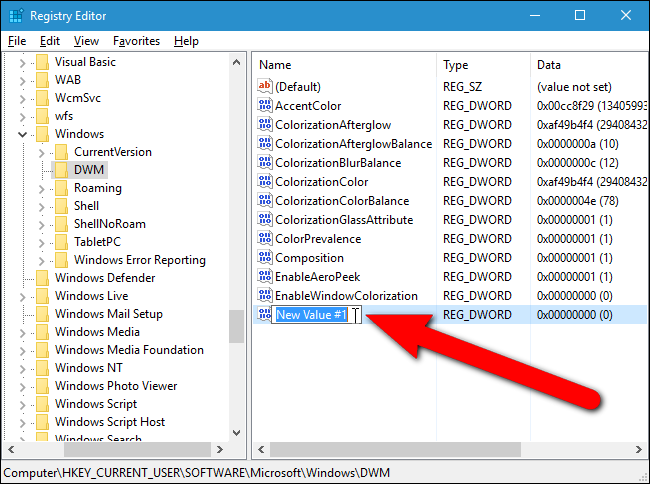 Registry Editor
File Edit View Favorites Help
Visual Basic
WAB
WcmSvc
wfs
Windows
CurrentVersion
DWM
Roaming
Shell
ShellNoRoam
TabletPC
Windows Error Reporting
Windows Defender
Windows Live
Windows Mail Setup
Windows Media
Windows Media Foundation
Windows NT
Windows Photo Viewer
Windows Script
Windows Script Host
Windows Search
Name Type Data
ab (Default) REG_SZ (value not set)
AccentColor REG_DWORD 0x00cc8f29 (13405993
ColorizationAfterglow REG_DWORD 0xaf49b4f4 (29408432
ColorizationAfterglowBalance REG_DWORD 0x0000000a (10)
ColorizationBlurBalance REG_DWORD 0x0000000c (12)
ColorizationColor REG_DWORD 0xaf49b4f4 (29408432
ColorizationColorBalance REG_DWORD 0x0000004e (78)
ColorizationGlassAttribute REG_DWORD 0x00000001 (1)
ColorPrevalence REG_DWORD 0x00000001 (1)
Composition REG_DWORD 0x00000001 (1)
EnableAeroPeek REG_DWORD 0x00000001 (1)
EnableWindowColorization REG_DWORD 0x00000000 (0)
New Value #1 REG_DWORD 0x00000000 (0)
Computer\HKEY_CURRENT_USER\SOFTWARE\Microsoft\Windows\DWM